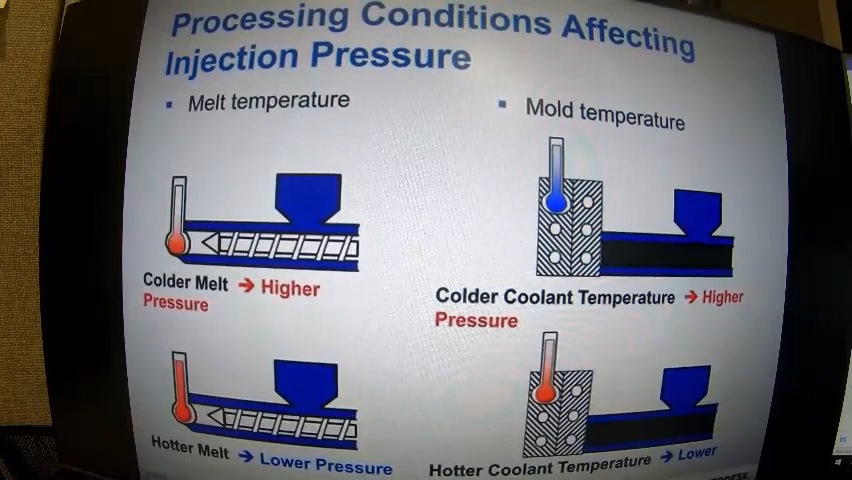 Processing Conditions Affecting
Injection Pressure
▪ Melt temperature
▪ Mold temperature
Colder Melt → Higher
Pressure
Colder Coolant Temperature → Higher
Pressure
Hotter Melt → Lower Pressure
Hotter Coolant Temperature → Lower